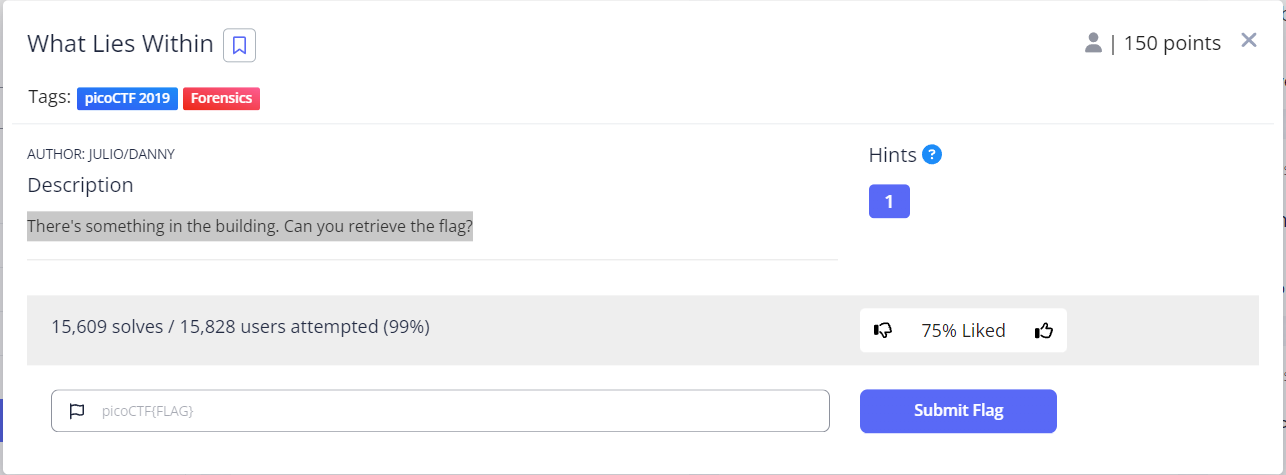 What Lies Within
| 150 points
Tags: picoCTF 2019 Forensics
AUTHOR: JULIO/DANNY
Description
There's something in the building. Can you retrieve the flag?
Hints ?
1
15,609 solves / 15,828 users attempted (99%)
75% Liked
picoCTF{FLAG}
Submit Flag